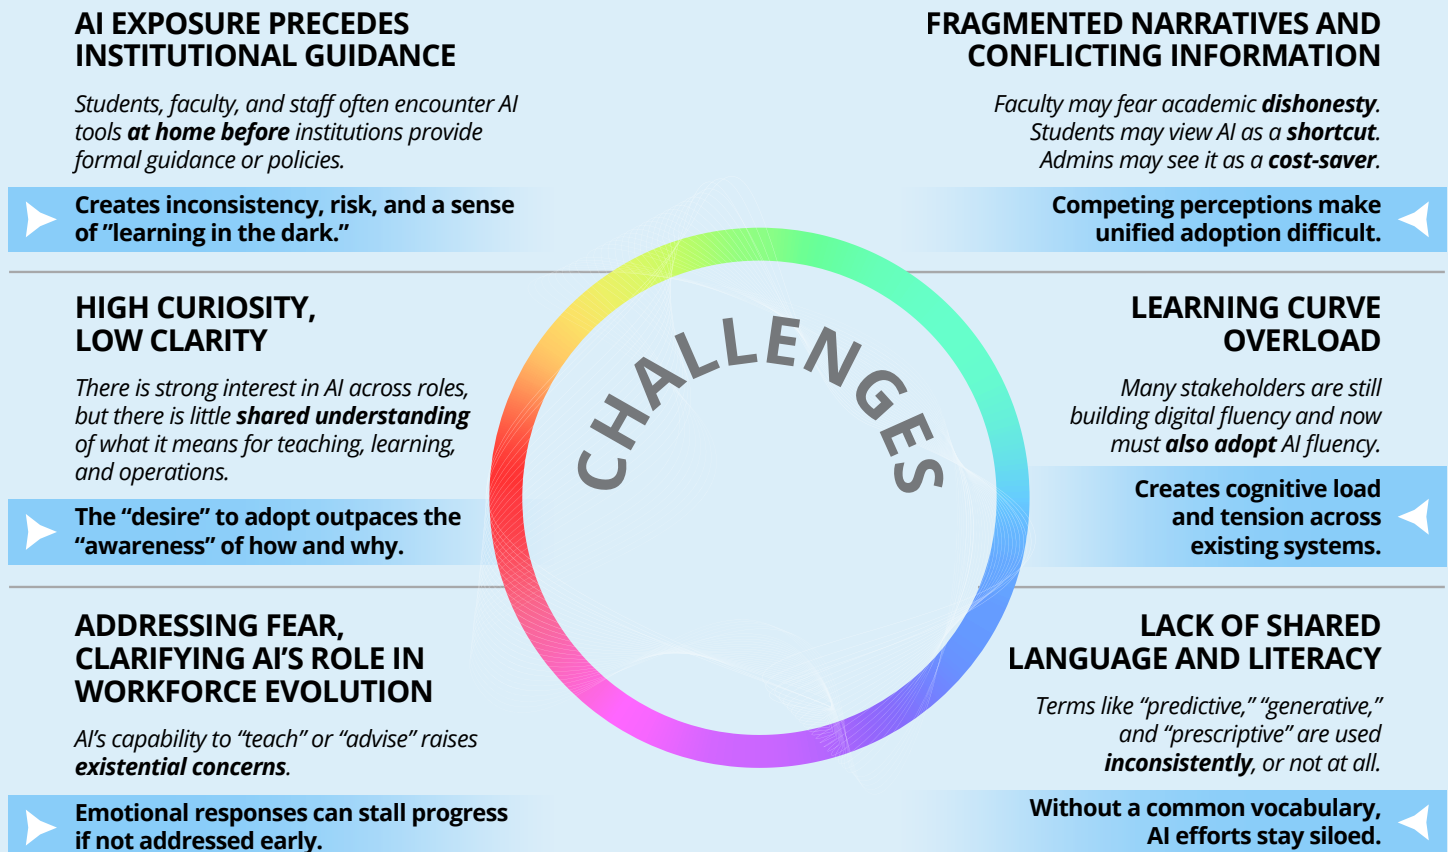 AI EXPOSURE PRECEDES
INSTITUTIONAL GUIDANCE
Students, faculty, and staff often encounter AI
tools at home before institutions provide
formal guidance or policies.
Creates inconsistency, risk, and a sense
of ”learning in the dark.”
HIGH CURIOSITY,
LOW CLARITY
There is strong interest in AI across roles,
but there is little shared understanding
of what it means for teaching, learning,
and operations.
The “desire” to adopt outpaces the
“awareness” of how and why.
ADDRESSING FEAR,
CLARIFYING AI’S ROLE IN
WORKFORCE EVOLUTION
AI’s capability to “teach” or “advise” raises
existential concerns.
Emotional responses can stall progress
if not addressed early.
CHALLENGES
FRAGMENTED NARRATIVES AND
CONFLICTING INFORMATION
Faculty may fear academic dishonesty.
Students may view AI as a shortcut.
Admins may see it as a cost-saver.
Competing perceptions make
unified adoption difficult.
LEARNING CURVE
OVERLOAD
Many stakeholders are still
building digital fluency and now
must also adopt AI fluency.
Creates cognitive load
and tension across
existing systems.
LACK OF SHARED
LANGUAGE AND LITERACY
Terms like “predictive,” “generative,”
and “prescriptive” are used
inconsistently, or not at all.
Without a common vocabulary,
AI efforts stay siloed.